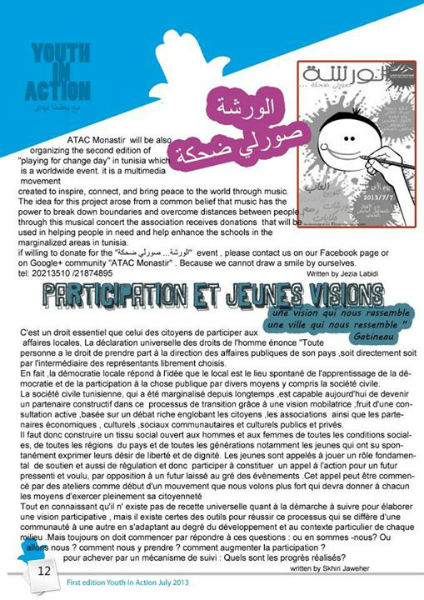 YOUTH
IN
ACTION
الورشة
صورلي ضحكة
الورشة
صورلي ضحكة
2013/7/7
ATAC Monastir will be also
organizing the second edition of
"playing for change day" in tunisia which
is a worldwide event. it is a multimedia
movement
created to inspire, connect, and bring peace to the world through music.
The idea for this project arose from a common belief that music has the
power to break down boundaries and overcome distances between people,
through this musical concert the association receives donations that will be
used in helping people in need and help enhance the schools in the
marginalized areas in tunisia.
if willing to donate for the "الورشة... صورلي ضحكة" event , please contact us on our Facebook page or
on Google+ community "ATAC Monastir" . Because we cannot draw a smile by ourselves.
tel: 20213510 /21874895
Written by Jezia Labidi
PARTICIPATION ET JEUNES VISIONS
une vision qui nous rassemble
une ville qui nous ressemble "
Gatineau
C'est un droit essentiel que celui des citoyens de participer aux
affaires locales, La déclaration universelle des droits de l'homme énonce "Toute
personne a le droit de prendre part à la direction des affaires publiques de son pays ,soit directement soit
par l'intermédiaire des représentants librement choisis.
En fait ,la démocratie locale répond à l'idée que le local est le lieu spontané de l'apprentissage de la dé-
mocratie et de la participation à la chose publique par divers moyens y compris la société civile.
La société civile tunisienne, qui a été marginalisé depuis longtemps ,est capable aujourd'hui de devenir
un partenaire constructif dans ce processus de transition grâce à une vision mobilatrice ,fruit d'une con-
sultation active ,basée sur un débat riche englobant les citoyens ,les associations ainsi que les parte-
naires économiques , culturels ,sociaux communautaires et culturels publics et privés.
Il faut donc construire un tissu social ouvert aux hommes et aux femmes de toutes les conditions social-
es, de toutes les régions du pays et de toutes les générations notamment les jeunes qui ont su spon-
tanément exprimer leurs désir de liberté et de dignité. Les jeunes sont appelés à jouer un rôle fondamen-
tal de soutien et aussi de régulation et donc participer à constituer un appel à l'action pour un futur
pressenti et voulu, par opposition à un futur laissé au gré des événements .Cet appel peut être commen-
cé par des ateliers comme début d'un mouvement que nous volons plus fort qui devra donner à chacun
les moyens d'exercer pleinement sa citoyenneté
Tout en considérant qu'il n' existe pas de recette universelle quant à la démarche à suivre pour élaborer
une vision participative , mais il existe certes des outils pour réussir ce processus qui se diffère d'une
communauté à une autre en s'adaptant au degré du développement et au contexte particulier de chaque
milieu .Mais toujours on doit commencer par répondre à ces questions : ou en sommes -nous? Ou
allons nous ? comment nous y prendre ? comment augmenter la participation ?
pour achever par un mécanisme de suivi : Quels sont les progrès réalisés?
written by Skhiri Jaweher
12
First edition Youth In Action July 2013